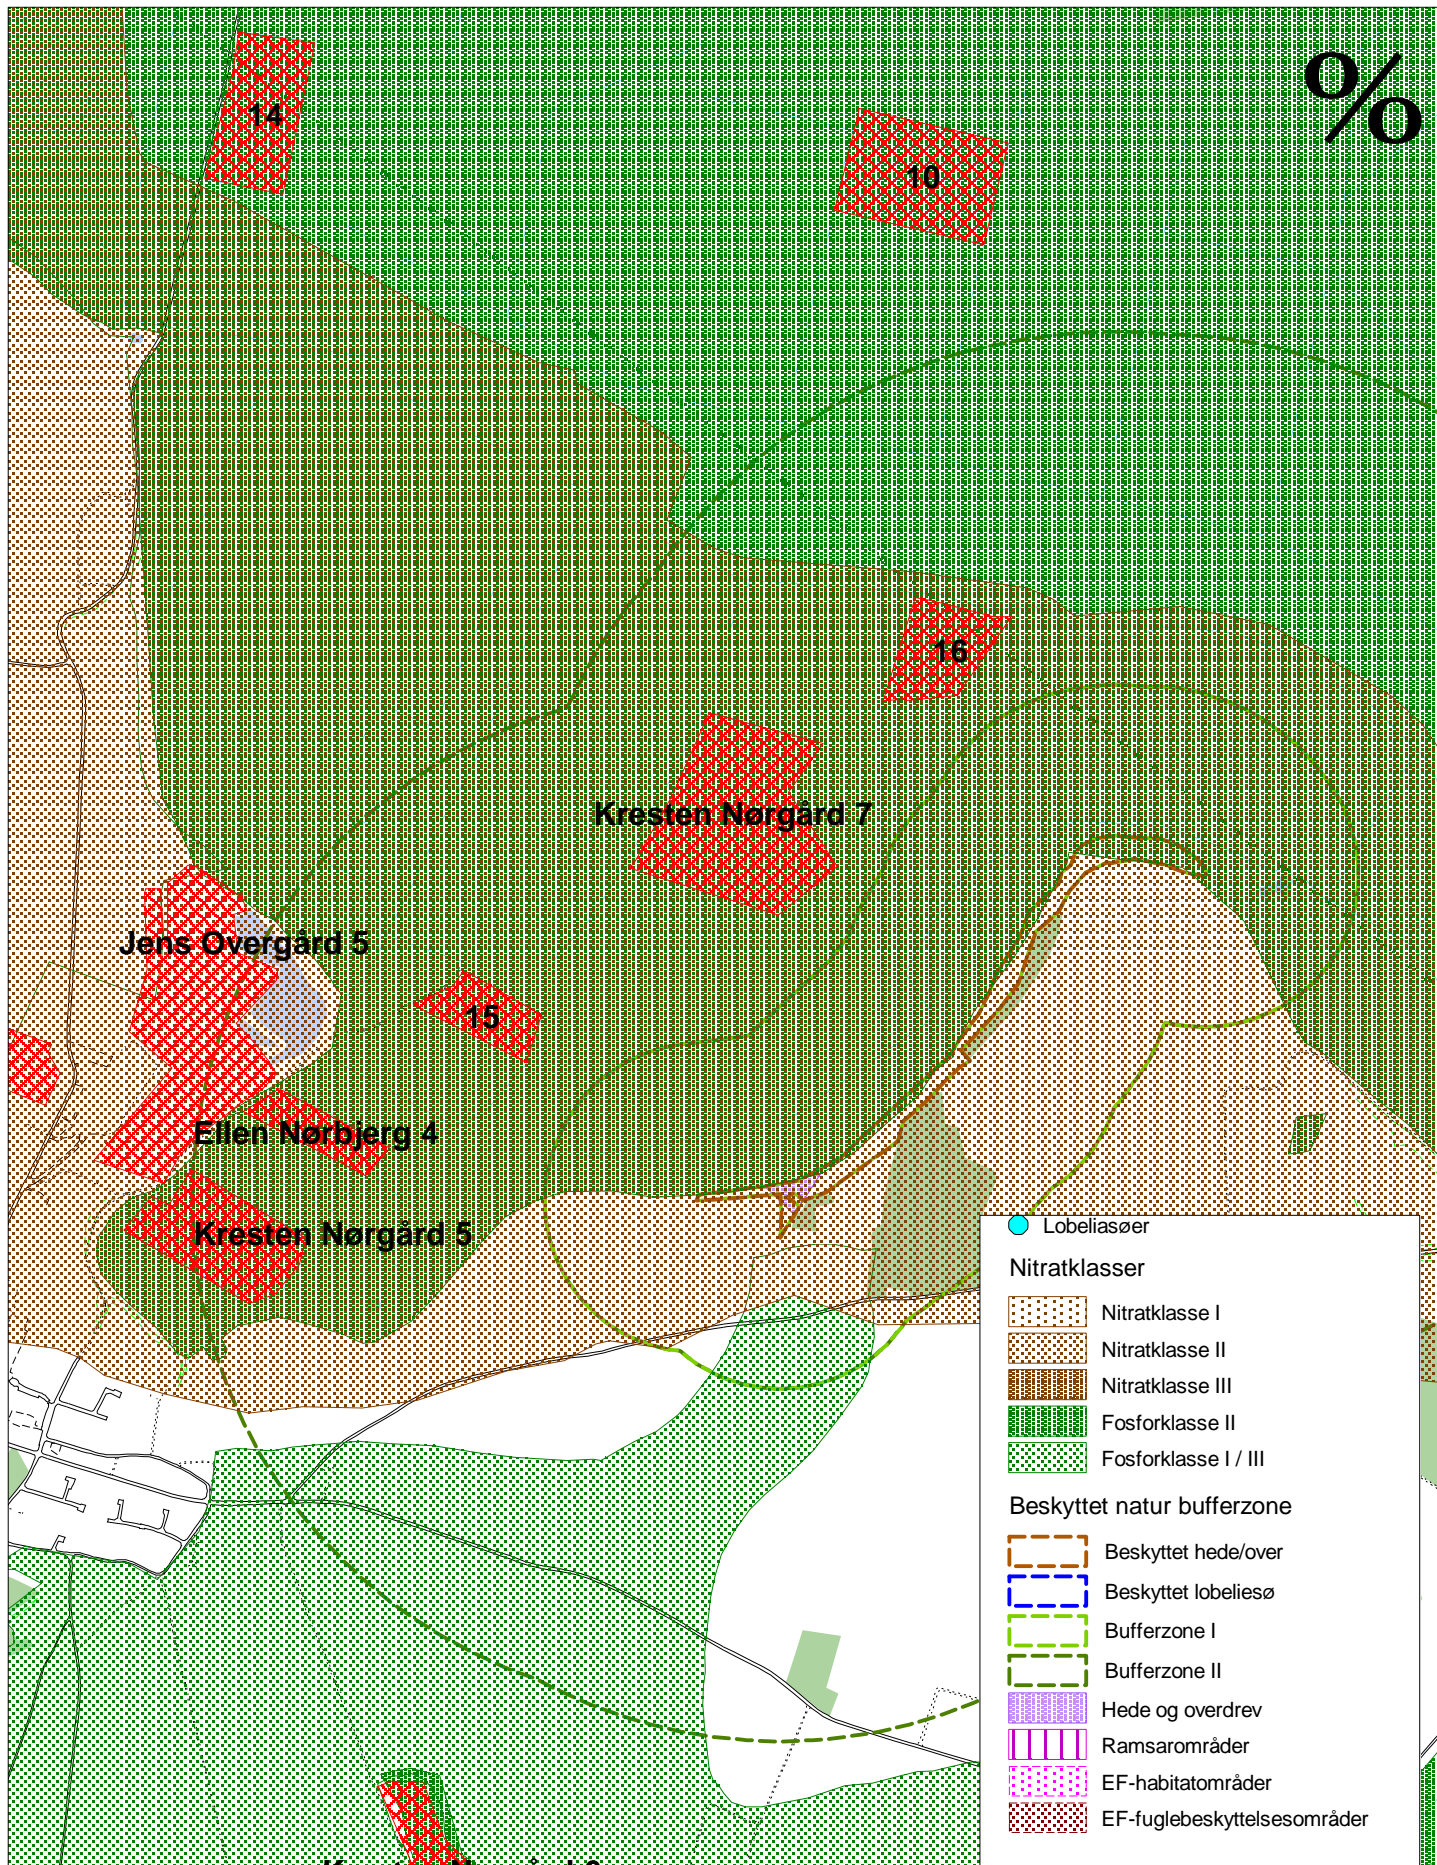 %
14
10
16
Kresten Nørgård 7
Jens Overgård 5
15
Ellen Nørbjerg 4
Kresten Nørgård 5
Lobeliasøer
Nitratklasser
Nitratklasse I
Nitratklasse II
Nitratklasse III
Fosforklasse II
Fosforklasse I / III
Beskyttet natur bufferzone
Beskyttet hede/over
Beskyttet lobeliesø
Bufferzone I
Bufferzone II
Hede og overdrev
Ramsarområder
EF-habitatområder
EF-fuglebeskyttelsesområder